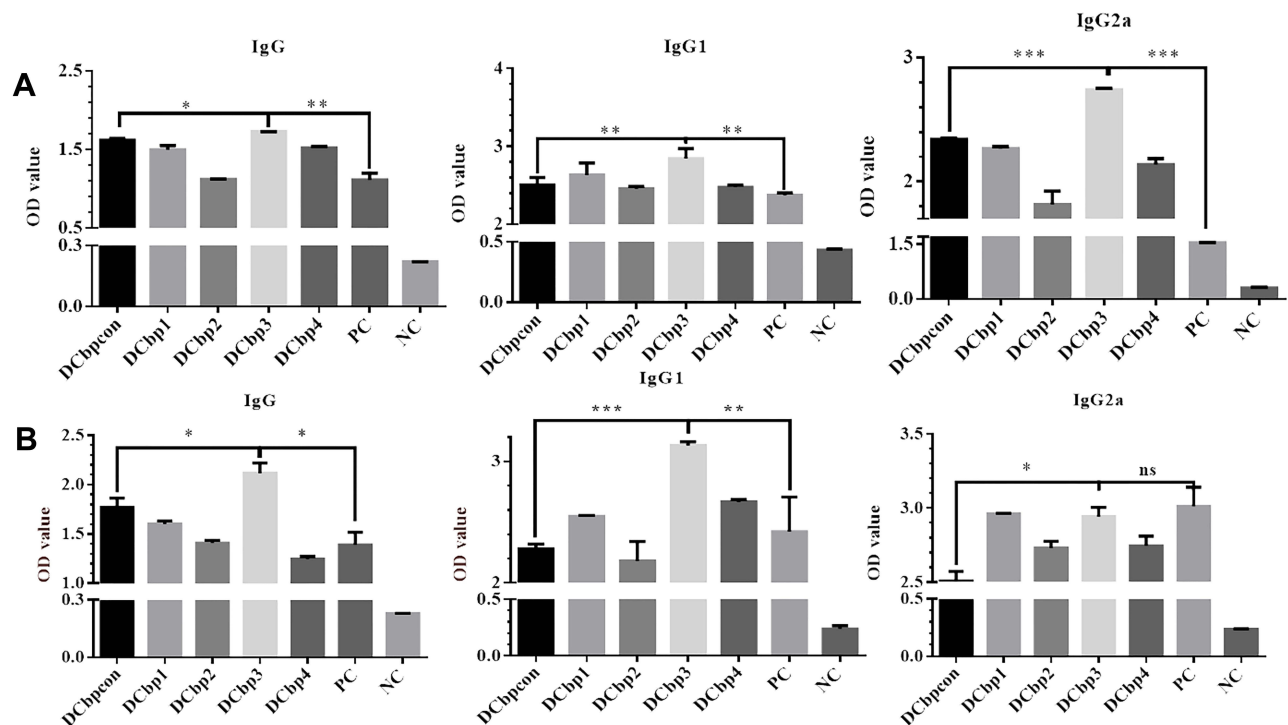 A
IgG
OD value
1.5
1.5
0.5
0.3
0.0
*
**
DCbpcon
DCbp1
DCbp2
DCbp3
DCbp4
PC
NC
IgG1
OD value
4
3
2
0.5
0.0
**
**
DCbpcon
DCbp1
DCbp2
DCbp3
DCbp4
PC
NC
IgG2a
OD value
3
2
1.5
0
***
***
DCbpcon
DCbp1
DCbp2
DCbp3
DCbp4
PC
NC
B
IgG
OD value
2.5
2.0
1.5
1.0
0.3
0.0
*
*
DCbpcon
DCbp1
DCbp2
DCbp3
DCbp4
PC
NC
IgG1
OD value
3
2
0.5
0.0
***
**
DCbpcon
DCbp1
DCbp2
DCbp3
DCbp4
PC
NC
IgG2a
OD value
3.5
3.0
2.5
0.5
0.0
*
ns
DCbpcon
DCbp1
DCbp2
DCbp3
DCbp4
PC
NC